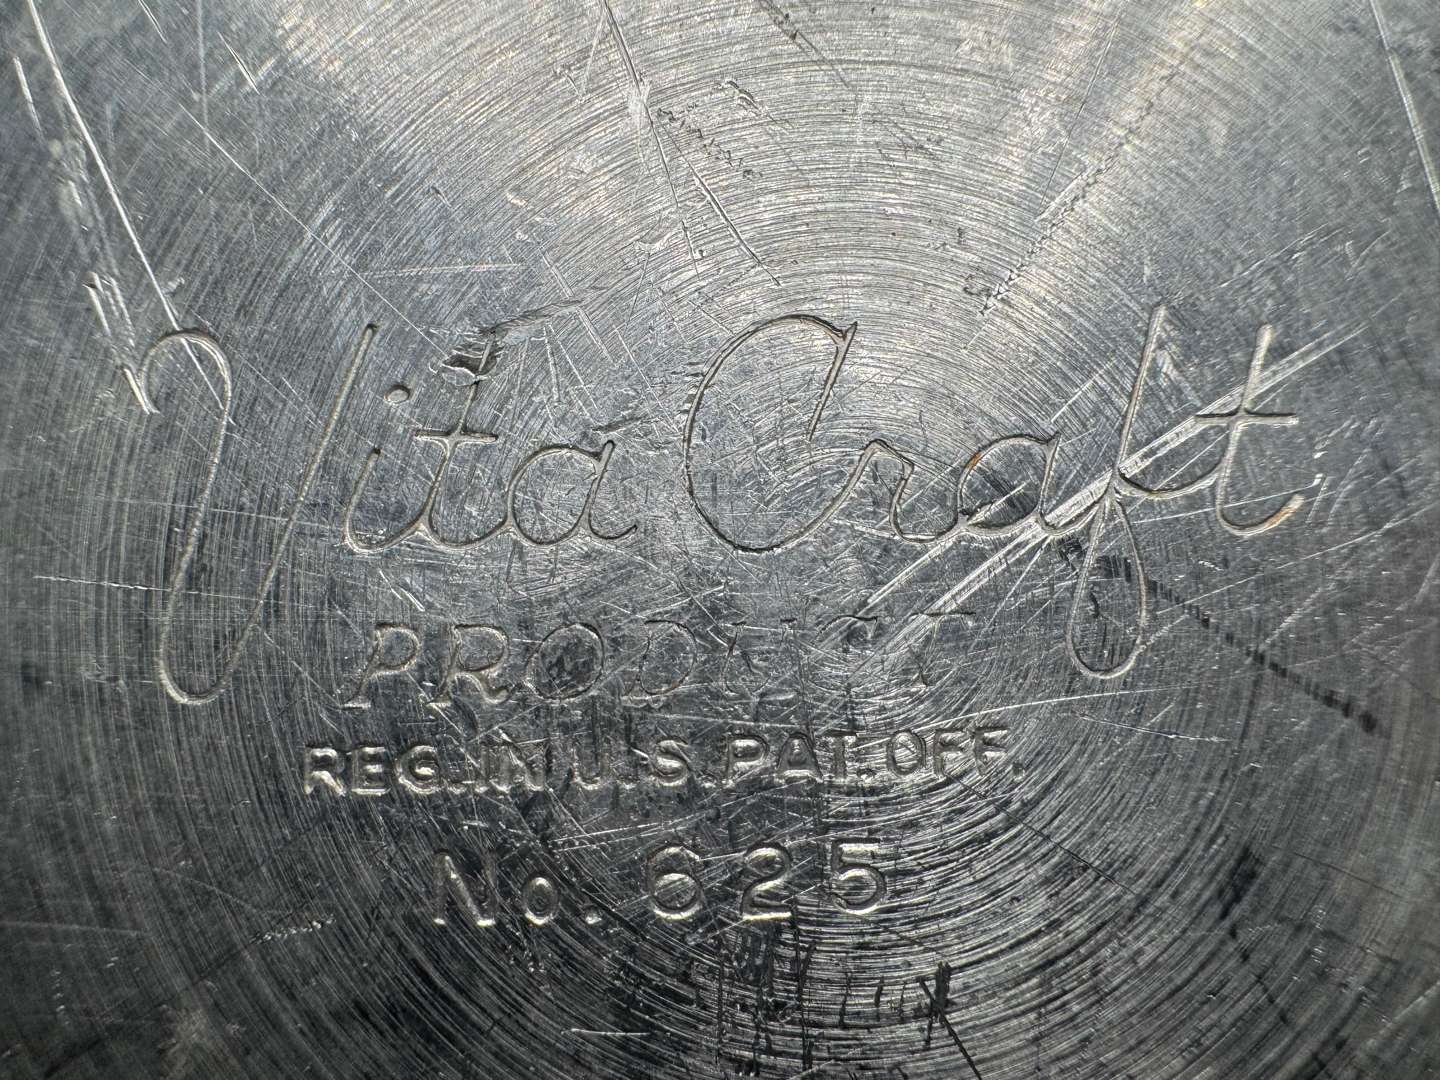 Vita Craft
PRODUCT
REG. IN U.S. PAT. OFF.
No. 625